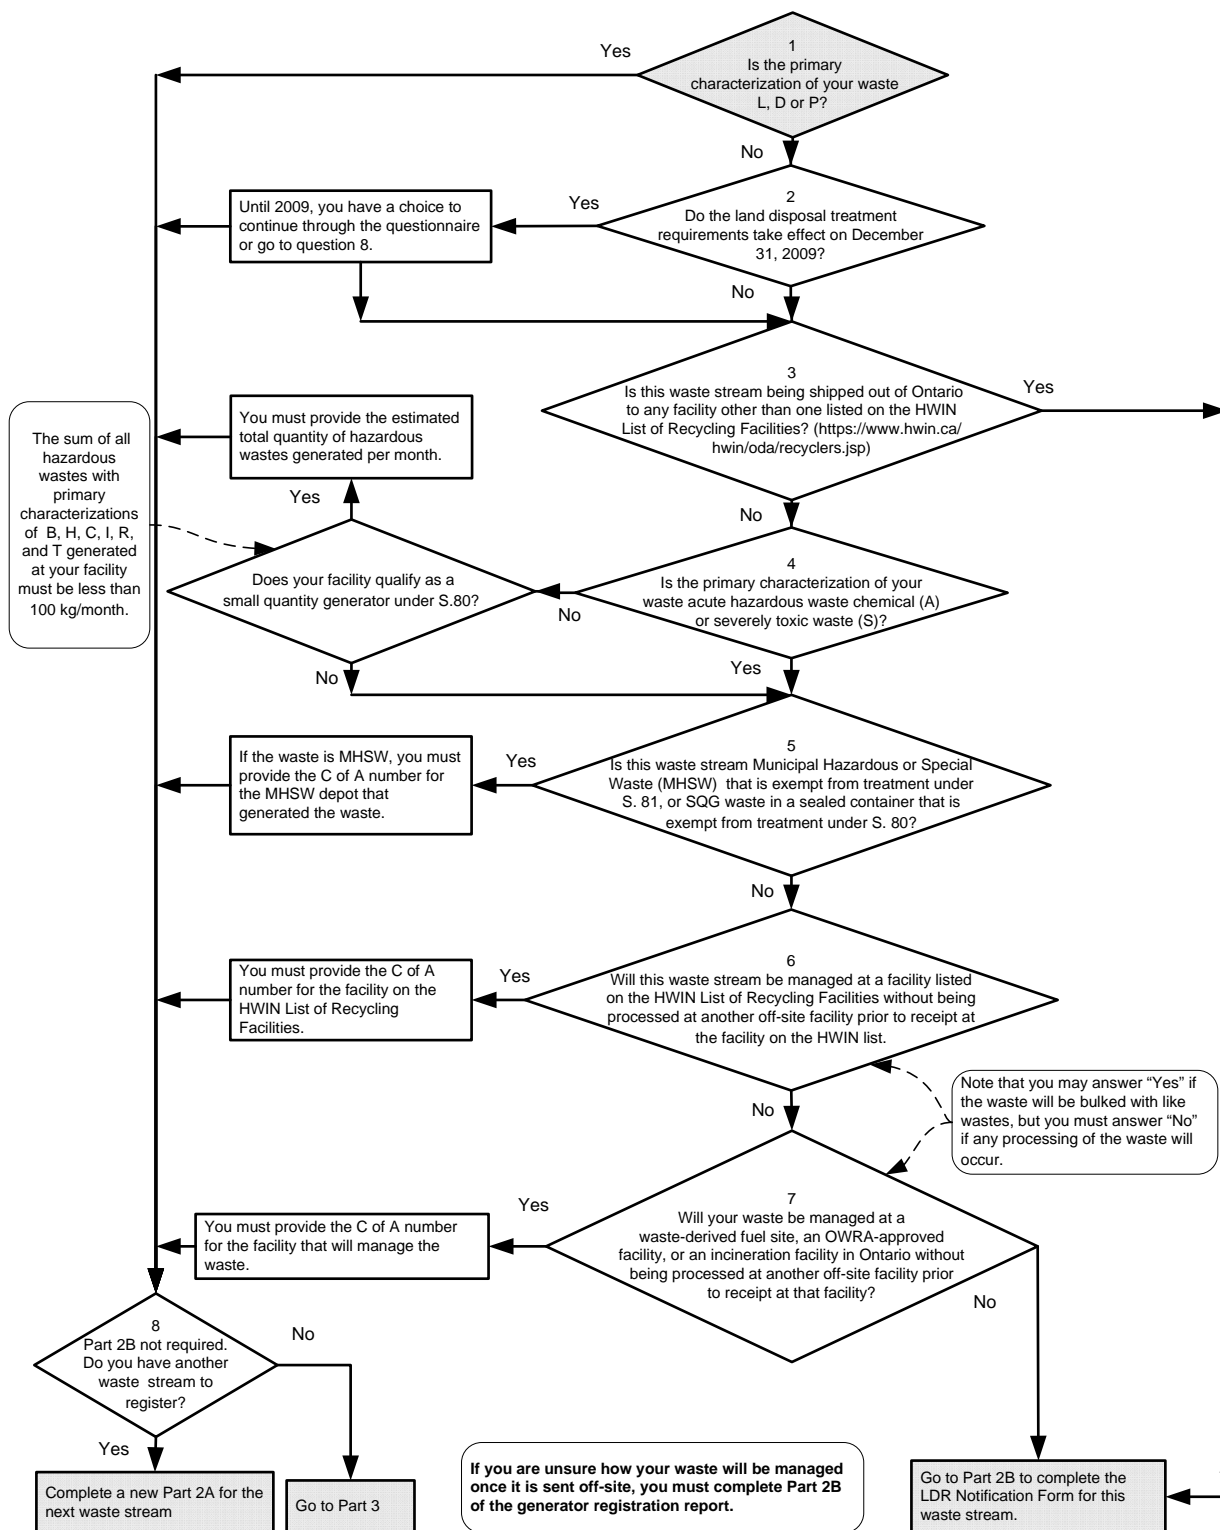 1
Is the primary
characterization of your waste
L, D or P?
Yes
No
2
Do the land disposal treatment
requirements take effect on December
31, 2009?
Yes
Until 2009, you have a choice to
continue through the questionnaire
or go to question 8.
No
3
Is this waste stream being shipped out of Ontario
to any facility other than one listed on the HWIN
List of Recycling Facilities? (https://www.hwin.ca/
hwin/oda/recyclers.jsp)
Yes
No
You must provide the estimated
total quantity of hazardous
wastes generated per month.
The sum of all
hazardous
wastes with
primary
characterizations
of B, H, C, I, R,
and T generated
at your facility
must be less than
100 kg/month.
Yes
Does your facility qualify as a
small quantity generator under S.80?
No
4
Is the primary characterization of your
waste acute hazardous waste chemical (A)
or severely toxic waste (S)?
No
Yes
5
Is this waste stream Municipal Hazardous or Special
Waste (MHSW) that is exempt from treatment under
S. 81, or SQG waste in a sealed container that is
exempt from treatment under S. 80?
Yes
If the waste is MHSW, you must
provide the C of A number for
the MHSW depot that
generated the waste.
No
6
Will this waste stream be managed at a facility listed
on the HWIN List of Recycling Facilities without being
processed at another off-site facility prior to receipt at
the facility on the HWIN list.
Yes
You must provide the C of A
number for the facility on the
HWIN List of Recycling
Facilities.
No
Note that you may answer “Yes” if
the waste will be bulked with like
wastes, but you must answer “No”
if any processing of the waste will
occur.
7
Will your waste be managed at a
waste-derived fuel site, an OWRA-approved
facility, or an incineration facility in Ontario without
being processed at another off-site facility prior
to receipt at that facility?
Yes
You must provide the C of A number
for the facility that will manage the
waste.
No
8
Part 2B not required.
Do you have another
waste stream to
register?
No
Yes
Complete a new Part 2A for the
next waste stream
Go to Part 3
If you are unsure how your waste will be managed
once it is sent off-site, you must complete Part 2B
of the generator registration report.
Go to Part 2B to complete the
LDR Notification Form for this
waste stream.